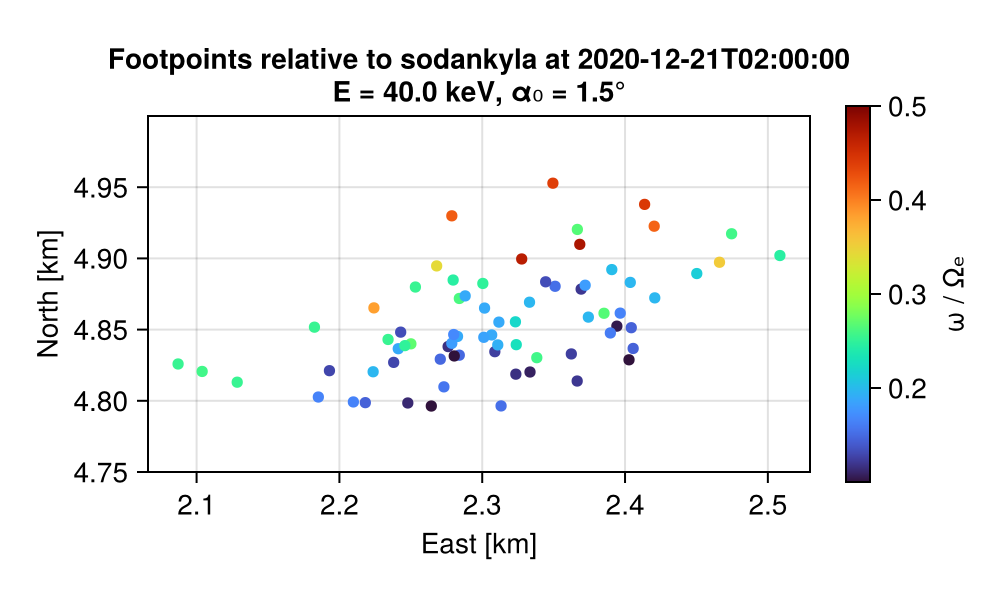 Footpoints relative to sodankyla at 2020-12-21T02:00:00
E = 40.0 keV, α₀ = 1.5°
North [km]
4.95
4.90
4.85
4.80
4.75
2.1 2.2 2.3 2.4 2.5
East [km]
0.5
0.4
0.3
0.2
ω / Ωₑ